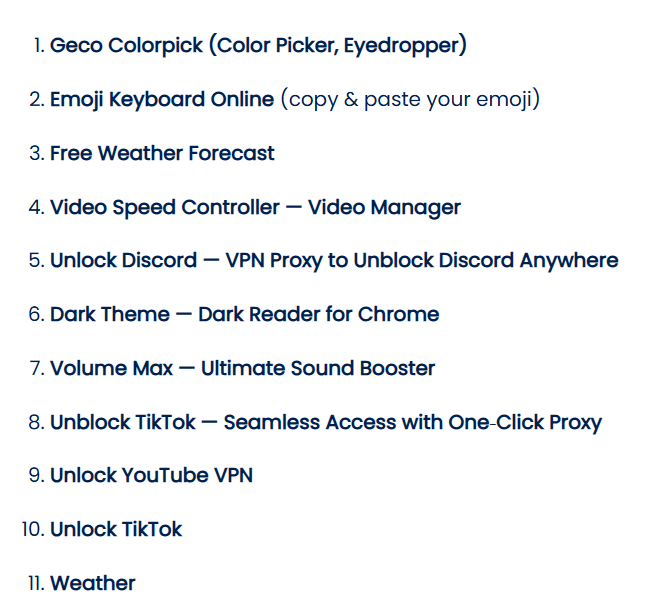 1. Geco Colorpick (Color Picker, Eyedropper)
2. Emoji Keyboard Online (copy & paste your emoji)
3. Free Weather Forecast
4. Video Speed Controller — Video Manager
5. Unlock Discord — VPN Proxy to Unblock Discord Anywhere
6. Dark Theme — Dark Reader for Chrome
7. Volume Max — Ultimate Sound Booster
8. Unblock TikTok — Seamless Access with One-Click Proxy
9. Unlock YouTube VPN
10. Unlock TikTok
11. Weather